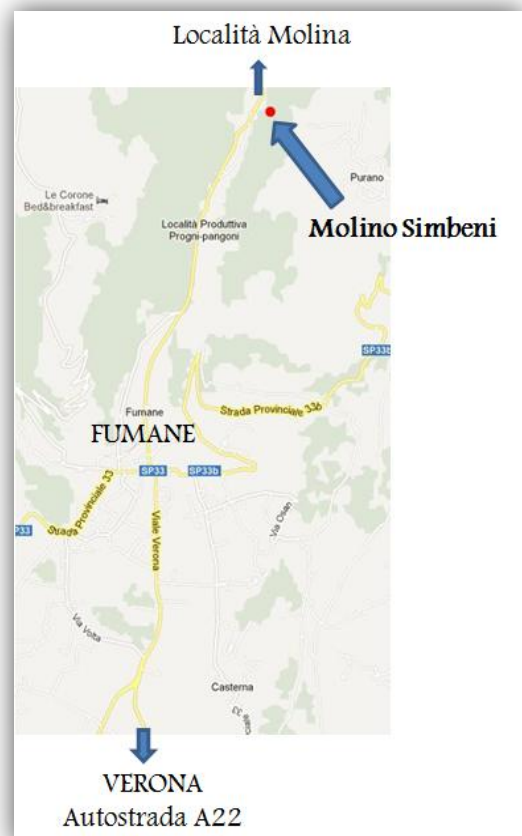 Località Molina
Purano
Le Corone
Bed&breakfast
Molino Simbeni
Località Produttiva
Progni-pangoni
SP33b
Fumane
Strada Provinciale 33b
FUMANE
SP33
SP33b
Strada Provinciale 33
Viale Verona
Via Osan
Via Volta
Casterna
VERONA
Autostrada A22